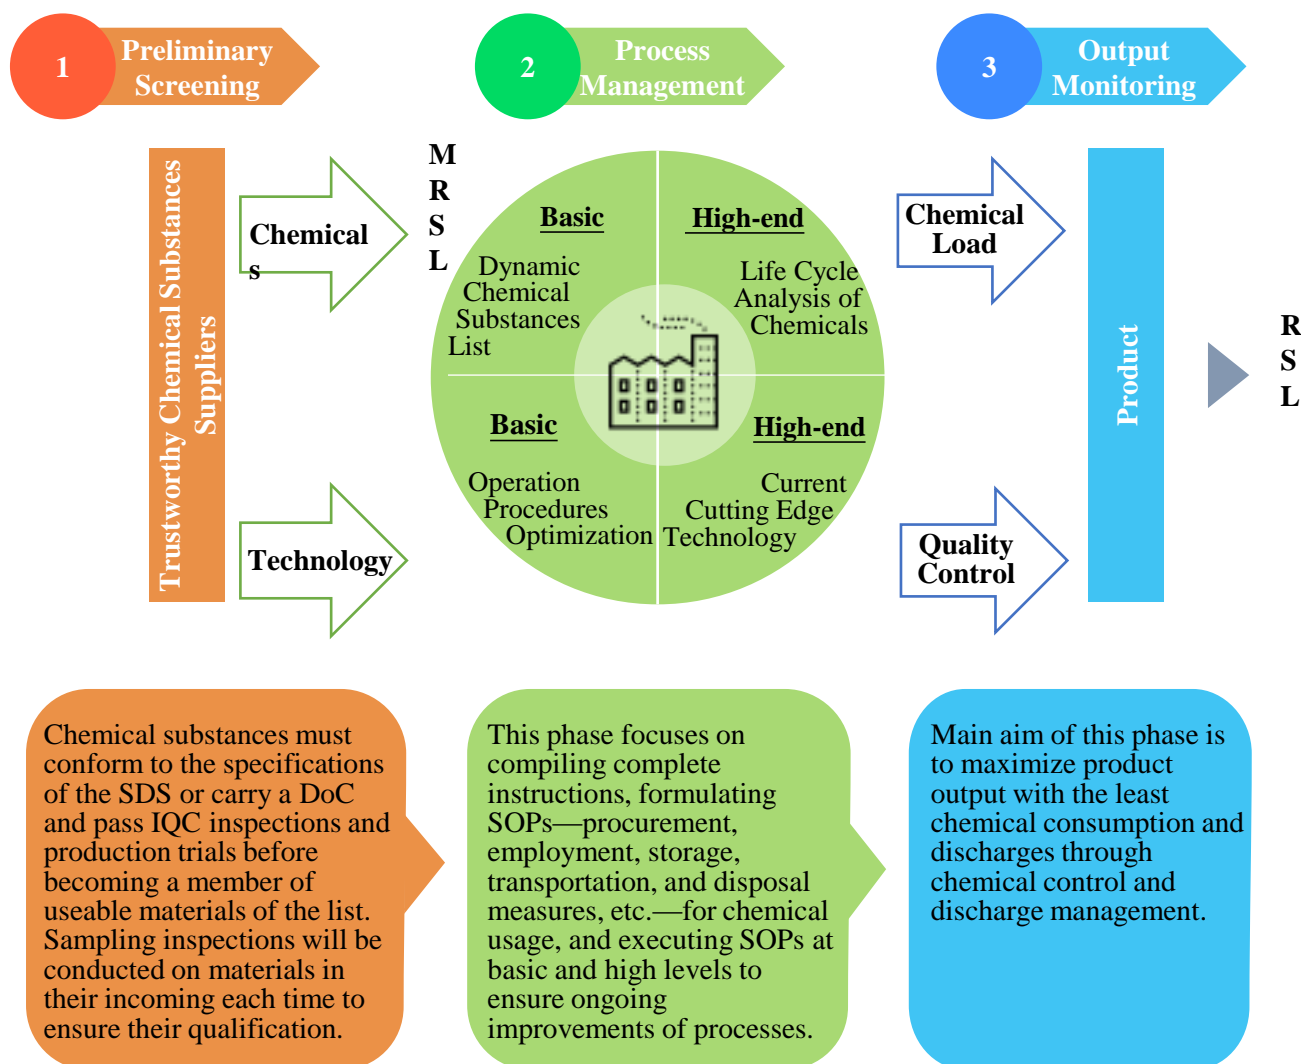 1
Preliminary
Screening
2
Process
Management
3
Output
Monitoring
Trustworthy Chemical Substances
Suppliers
Chemical
s
Technology
M
R
S
L
Basic
Dynamic
Chemical
Substances
List
High-end
Life Cycle
Analysis of
Chemicals
Basic
Operation
Procedures
Optimization
High-end
Current
Cutting Edge
Technology
Chemical
Load
Quality
Control
Product
R
S
L
Chemical substances must
conform to the specifications
of the SDS or carry a DoC
and pass IQC inspections and
production trials before
becoming a member of
useable materials of the list.
Sampling inspections will be
conducted on materials in
their incoming each time to
ensure their qualification.
This phase focuses on
compiling complete
instructions, formulating
SOPs—procurement,
employment, storage,
transportation, and disposal
measures, etc.—for chemical
usage, and executing SOPs at
basic and high levels to
ensure ongoing
improvements of processes.
Main aim of this phase is
to maximize product
output with the least
chemical consumption and
discharges through
chemical control and
discharge management.